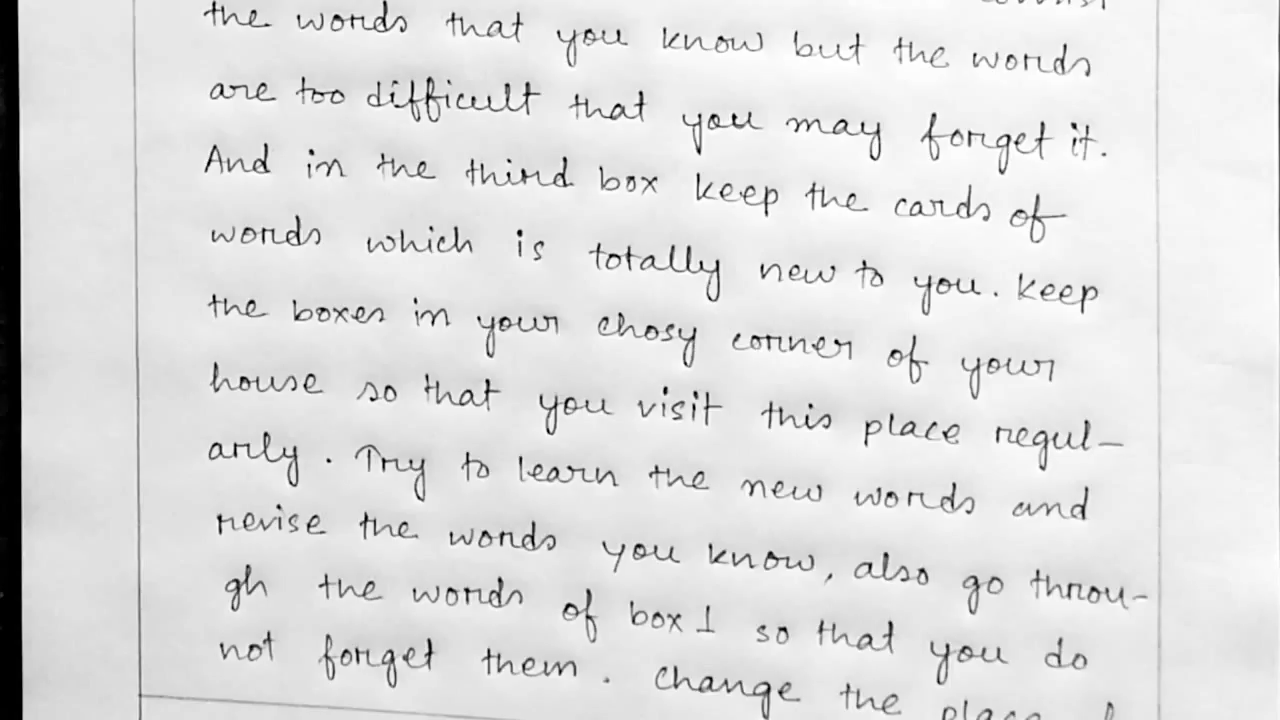 the words that you know but the words
are too difficult that you may forget it.
And in the third box keep the cards of
words which is totally new to you. Keep
the boxes in your chosy corner of your
house so that you visit this place regul-
arly. Try to learn the new words and
revise the words you know, also go throu-
gh the words of box 1 so that you do
not forget them. Change the place